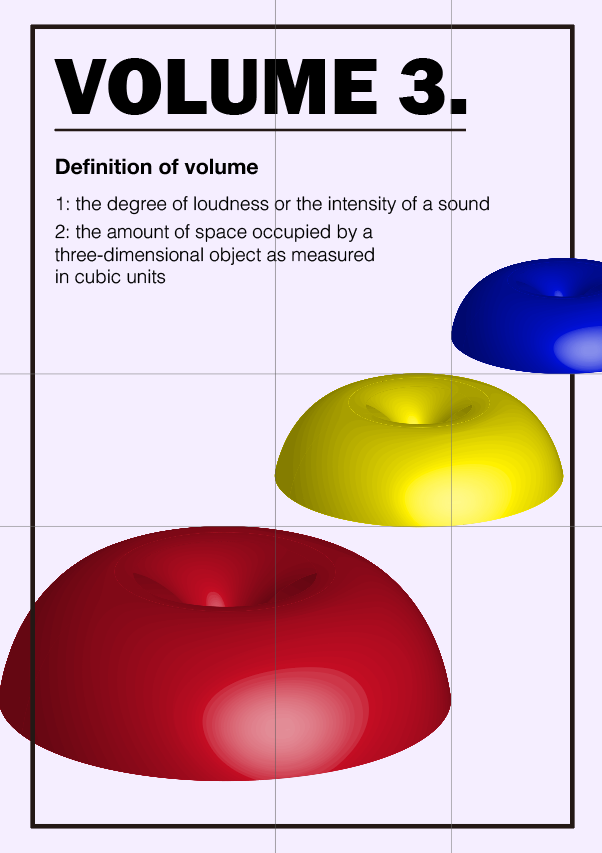 VOLUME 3.
Definition of volume
1: the degree of loudness or the intensity of a sound
2: the amount of space occupied by a
three-dimensional object as measured
in cubic units